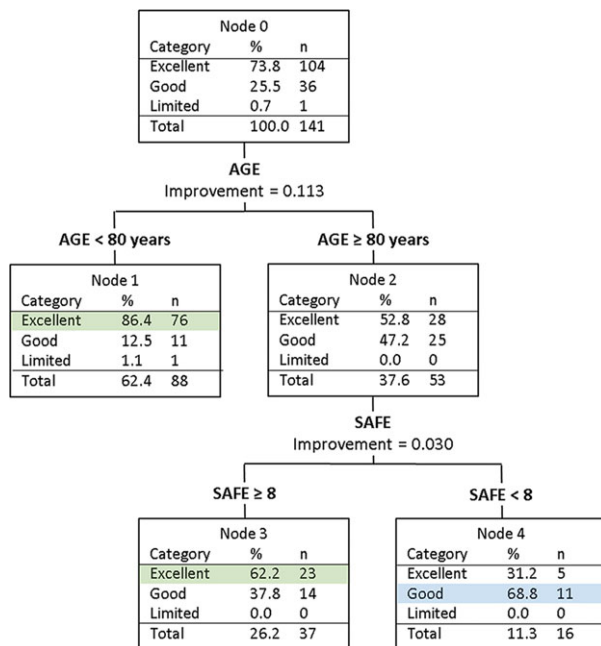 Node 0
Category % n
Excellent 73.8 104
Good 25.5 36
Limited 0.7 1
Total 100.0 141
AGE
Improvement = 0.113
AGE < 80 years
AGE ≥ 80 years
Node 1
Category % n
Excellent 86.4 76
Good 12.5 11
Limited 1.1 1
Total 62.4 88
Node 2
Category % n
Excellent 52.8 28
Good 47.2 25
Limited 0.0 0
Total 37.6 53
SAFE
Improvement = 0.030
SAFE ≥ 8
SAFE < 8
Node 3
Category % n
Excellent 62.2 23
Good 37.8 14
Limited 0.0 0
Total 26.2 37
Node 4
Category % n
Excellent 31.2 5
Good 68.8 11
Limited 0.0 0
Total 11.3 16